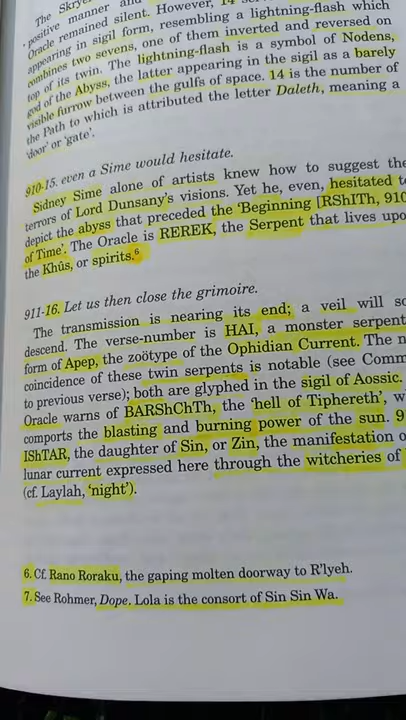 The Skryer
positive manner and
Oracle remained silent. However, 14
appearing in sigil form, resembling a lightning-flash which
combines two sevens, one of them inverted and reversed on
top of its twin. The lightning-flash is a symbol of Nodens,
god of the Abyss, the latter appearing in the sigil as a barely
visible furrow between the gulfs of space. 14 is the number of
the Path to which is attributed the letter Daleth, meaning a
'door' or 'gate'.
910-15. even a Sime would hesitate.
Sidney Sime alone of artists knew how to suggest the
terrors of Lord Dunsany's visions. Yet he, even, hesitated
depict the abyss that preceded the 'Beginning [RShITh, 910
of Time'. The Oracle is REREK, the Serpent that lives upo
the Khûs, or spirits.6
911-16. Let us then close the grimoire.
The transmission is nearing its end; a veil will
descend. The verse-number is HAI, a monster serpent
form of Apep, the zoötype of the Ophidian Current. The
coincidence of these twin serpents is notable (see Comm
to previous verse); both are glyphed in the sigil of Aossic.
Oracle warns of BARShChTh, the 'hell of Tiphereth', w
comports the blasting and burning power of the sun. 9
IShTAR, the daughter of Sin, or Zin, the manifestation o
lunar current expressed here through the witcheries of
(cf. Laylah, 'night').
6. Cf. Rano Roraku, the gaping molten doorway to R'lyeh.
7. See Rohmer, Dope. Lola is the consort of Sin Sin Wa.